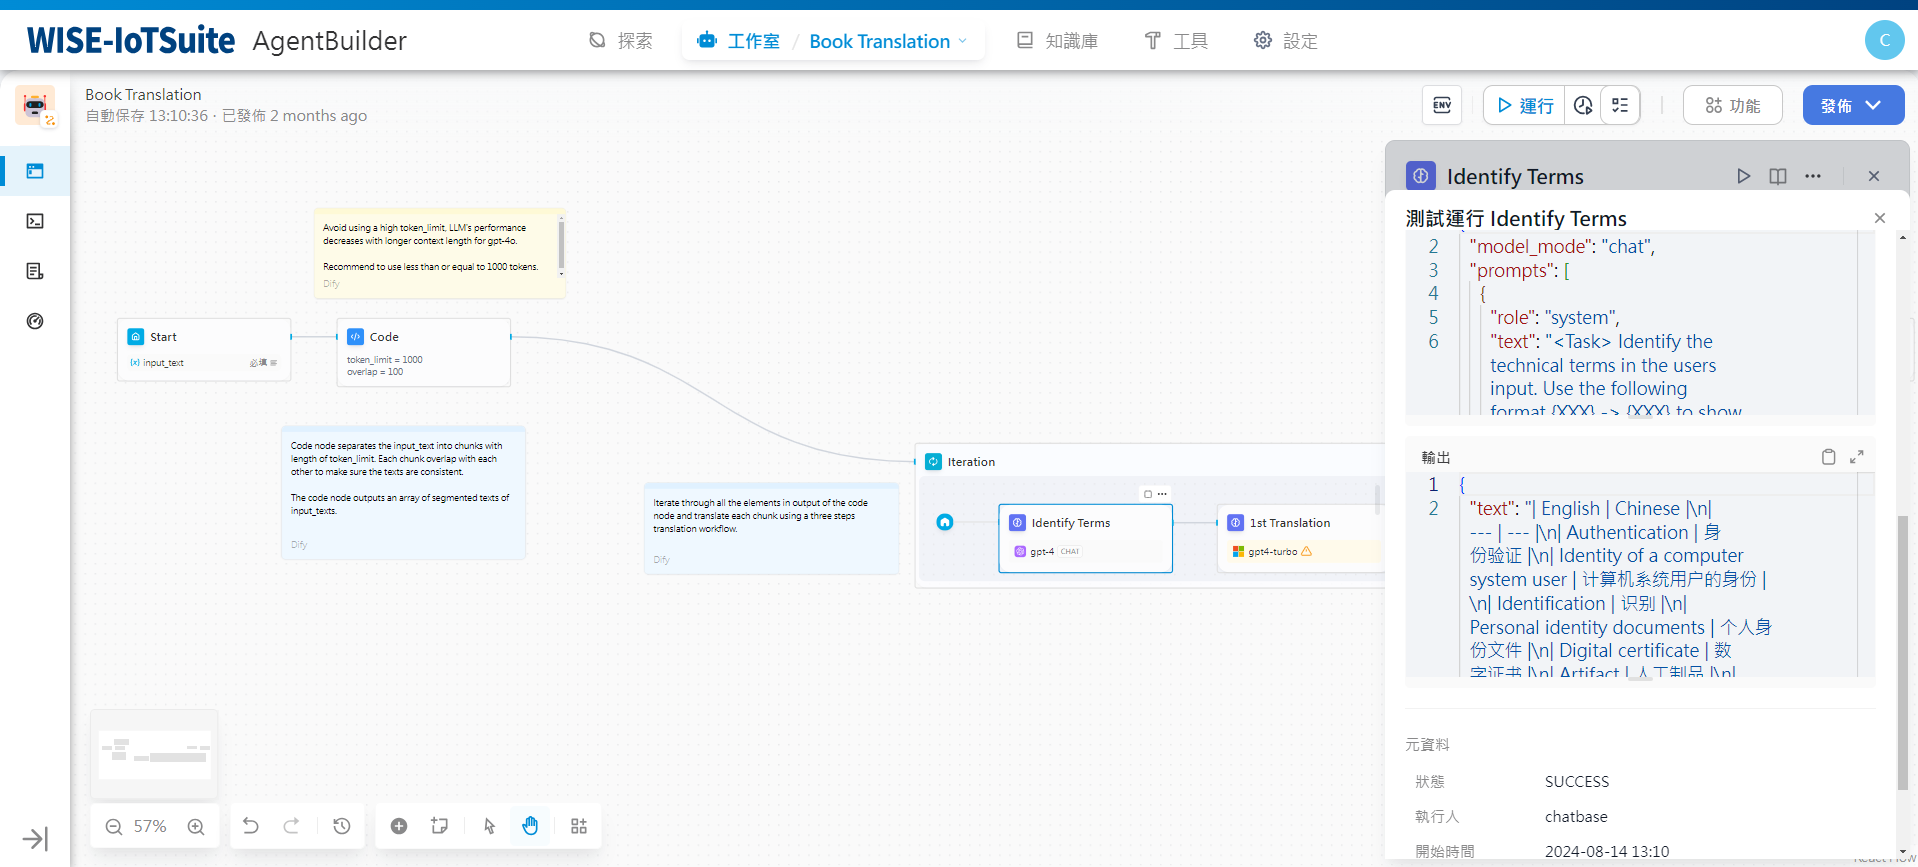 WISE-IoTSuite AgentBuilder
探索
工作室 / Book Translation
知識庫
工具
設定
C
Book Translation
自動保存 13:10:36 · 已發佈 2 months ago
ENV
運行
功能
發佈
Avoid using a high token_limit, LLM's performance
decreases with longer context length for gpt-4o.
Recommend to use less than or equal to 1000 tokens.
Dify
Start
{x} input_text 必填
Code
token_limit = 1000
overlap = 100
Code node separates the input_text into chunks with
length of token_limit. Each chunk overlap with each
other to make sure the texts are consistent.
The code node outputs an array of segmented texts of
input_texts.
Dify
Iterate through all the elements in output of the code
node and translate each chunk using a three steps
translation workflow.
Dify
Iteration
Identify Terms
gpt-4 CHAT
1st Translation
gpt4-turbo
57%
Identify Terms
測試運行 Identify Terms
2 "model_mode": "chat",
3 "prompts": [
4 {
5 "role": "system",
6 "text": "<Task> Identify the
technical terms in the users
input. Use the following
format {XXX} -> {XXX} to show
輸出
1 {
2 "text": "| English | Chinese |\n|
--- | --- |\n| Authentication | 身
份验证 |\n| Identity of a computer
system user | 计算机系统用户的身份 |
\n| Identification | 识别 |\n|
Personal identity documents | 个人身
份文件 |\n| Digital certificate | 数
字证书 |\n| Artifact | 人工制品 |\n|
元資料
狀態 SUCCESS
執行人 chatbase
開始時間 2024-08-14 13:10
React Flow